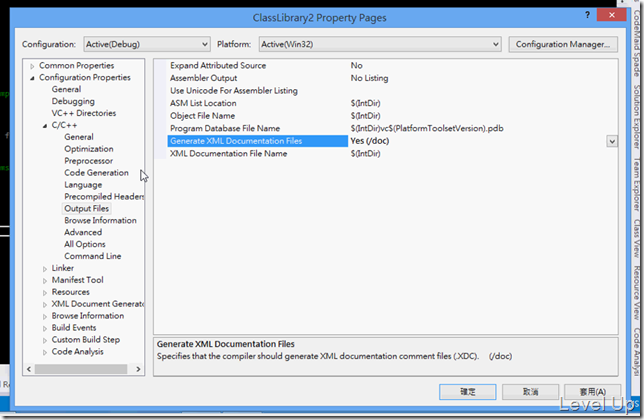 ClassLibrary2 Property Pages
?
Configuration: Active(Debug) Platform: Active(Win32) Configuration Manager...
Common Properties
Configuration Properties
General
Debugging
VC++ Directories
C/C++
General
Optimization
Preprocessor
Code Generation
Language
Precompiled Headers
Output Files
Browse Information
Advanced
All Options
Command Line
Linker
Manifest Tool
Resources
XML Document Generato
Browse Information
Build Events
Custom Build Step
Code Analysis
Expand Attributed Source No
Assembler Output No Listing
Use Unicode For Assembler Listing
ASM List Location $(IntDir)
Object File Name $(IntDir)
Program Database File Name $(IntDir)vc$(PlatformToolsetVersion).pdb
Generate XML Documentation Files Yes (/doc)
XML Documentation File Name $(IntDir)
Generate XML Documentation Files
Specifies that the compiler should generate XML documentation comment files (.XDC). (/doc)
確定 取消 套用(A)
CodeMaid Spade
Solution Explorer
Team Explorer
Class View
Resource View
Code Analysi
Level Up